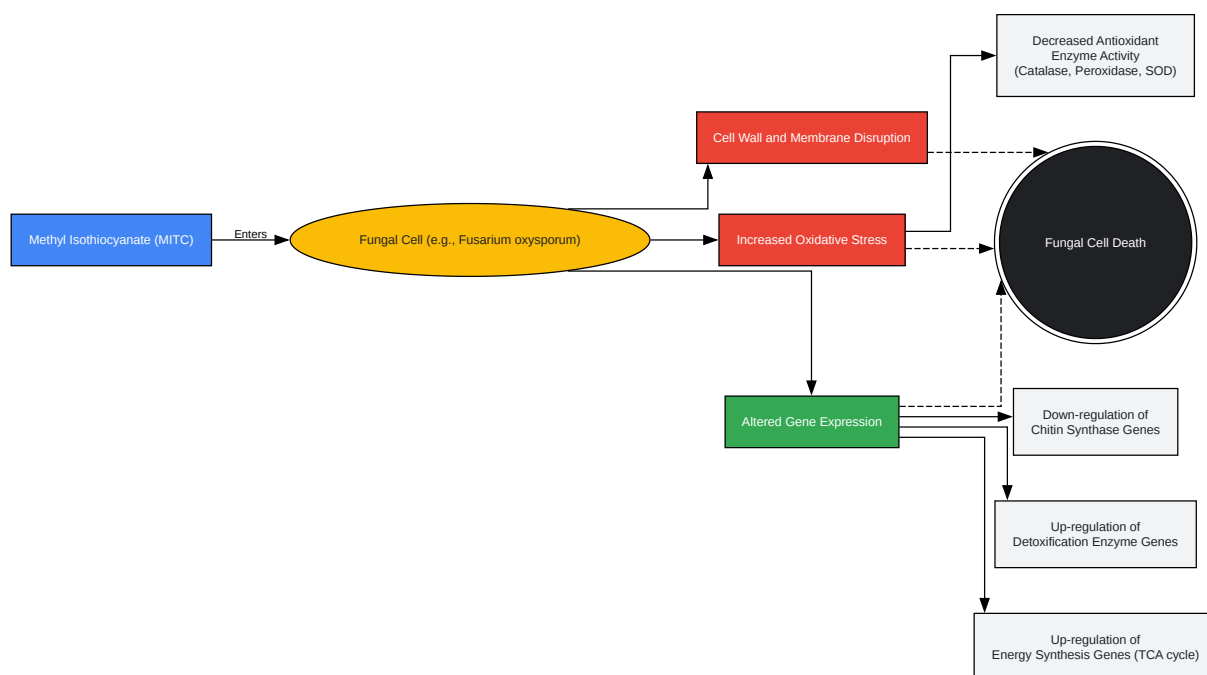 Decreased Antioxidant
Enzyme Activity
(Catalase, Peroxidase, SOD)
Cell Wall and Membrane Disruption
Methyl Isothiocyanate (MITC)
Enters
Fungal Cell (e.g., Fusarium oxysporum)
Increased Oxidative Stress
Fungal Cell Death
Altered Gene Expression
Down-regulation of
Chitin Synthase Genes
Up-regulation of
Detoxification Enzyme Genes
Up-regulation of
Energy Synthesis Genes (TCA cycle)